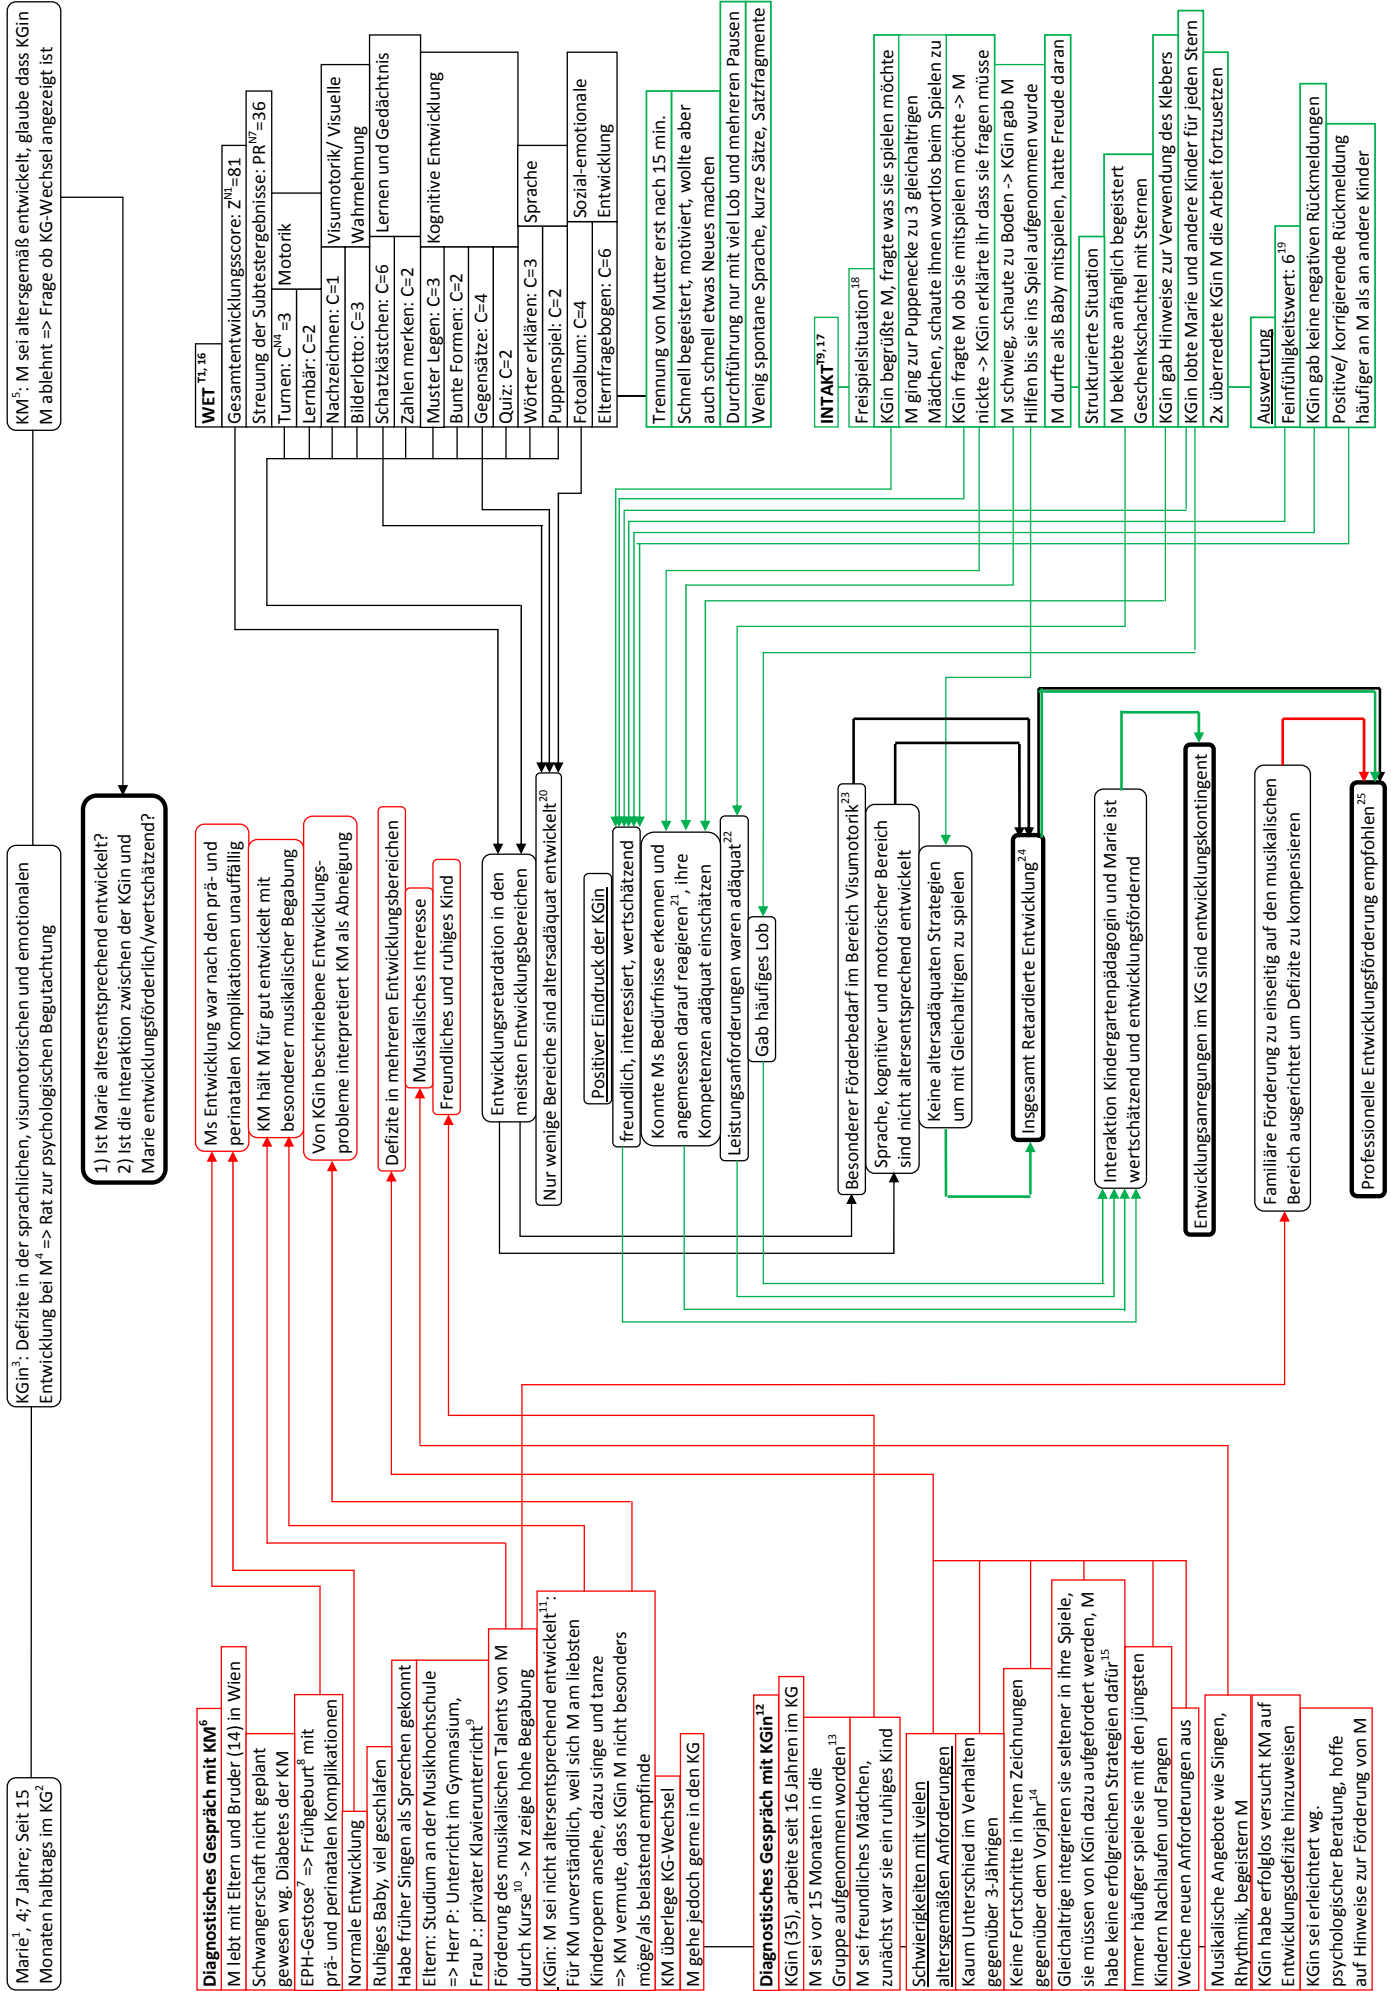 Marie¹, 4;7 Jahre; Seit 15
Monaten halbtags im KG²
KGin³: Defizite in der sprachlichen, visumotorischen und emotionalen
Entwicklung bei M⁴ => Rat zur psychologischen Begutachtung
KM⁵: M sei altersgemäß entwickelt, glaube dass KGin
M ablehnt => Frage ob KG-Wechsel angezeigt ist
1) Ist Marie altersentsprechend entwickelt?
2) Ist die Interaktion zwischen der KGin und
Marie entwicklungsförderlich/wertschätzend?
Diagnostisches Gespräch mit KM⁶
M lebt mit Eltern und Bruder (14) in Wien
Schwangerschaft nicht geplant
gewesen wg. Diabetes der KM
EPH-Gestose⁷ => Frühgeburt⁸ mit
prä- und perinatalen Komplikationen
Normale Entwicklung
Ruhiges Baby, viel geschlafen
Habe früher Singen als Sprechen gekonnt
Eltern: Studium an der Musikhochschule
=> Herr P: Unterricht im Gymnasium,
Frau P.: privater Klavierunterricht⁹
Förderung des musikalischen Talents von M
durch Kurse¹⁰ -> M zeige hohe Begabung
KGin: M sei nicht altersentsprechend entwickelt¹¹:
Für KM unverständlich, weil sich M am liebsten
Kinderopern ansehe, dazu singe und tanze
=> KM vermute, dass KGin M nicht besonders
möge/als belastend empfinde
KM überlege KG-Wechsel
M gehe jedoch gerne in den KG
Diagnostisches Gespräch mit KGin¹²
KGin (35), arbeite seit 16 Jahren im KG
M sei vor 15 Monaten in die
Gruppe aufgenommen worden¹³
M sei freundliches Mädchen,
zunächst war sie ein ruhiges Kind
Schwierigkeiten mit vielen
altersgemäßen Anforderungen
Kaum Unterschied im Verhalten
gegenüber 3-Jährigen
Keine Fortschritte in ihren Zeichnungen
gegenüber dem Vorjahr¹⁴
Gleichaltrige integrieren sie seltener in ihre Spiele,
sie müssen von KGin dazu aufgefordert werden, M
habe keine erfolgreichen Strategien dafür¹⁵
Immer häufiger spiele sie mit den jüngsten
Kindern Nachlaufen und Fangen
Weiche neuen Anforderungen aus
Musikalische Angebote wie Singen,
Rhythmik, begeistern M
KGin habe erfolglos versucht KM auf
Entwicklungsdefizite hinzuweisen
KGin sei erleichtert wg.
psychologischer Beratung, hoffe
auf Hinweise zur Förderung von M
Ms Entwicklung war nach den prä- und
perinatalen Komplikationen unauffällig
KM hält M für gut entwickelt mit
besonderer musikalischer Begabung
Von KGin beschriebene Entwicklungs-
probleme interpretiert KM als Abneigung
Defizite in mehreren Entwicklungsbereichen
Musikalisches Interesse
Freundliches und ruhiges Kind
Entwicklungsretardation in den
meisten Entwicklungsbereichen
Nur wenige Bereiche sind altersadäquat entwickelt²⁰
Positiver Eindruck der KGin
freundlich, interessiert, wertschätzend
Konnte Ms Bedürfnisse erkennen und
angemessen darauf reagieren²¹, ihre
Kompetenzen adäquat einschätzen
Leistungsanforderungen waren adäquat²²
Gab häufiges Lob
Besonderer Förderbedarf im Bereich Visumotorik²³
Sprache, kognitiver und motorischer Bereich
sind nicht altersentsprechend entwickelt
Keine altersadäquaten Strategien
um mit Gleichaltrigen zu spielen
Insgesamt Retardierte Entwicklung²⁴
Interaktion Kindergartenpädagogin und Marie ist
wertschätzend und entwicklungsfördernd
Entwicklungsanregungen im KG sind entwicklungskontingent
Familiäre Förderung zu einseitig auf den musikalischen
Bereich ausgerichtet um Defizite zu kompensieren
Professionelle Entwicklungsförderung empfohlen²⁵
WET ᵀ¹˒ ¹⁶
Gesamtentwicklungsscore: Zᴺ¹=81
Streuung der Subtestergebnisse: PRᴺ⁷=36
Turnen: Cᴺ⁴=3
Lernbär: C=2
Motorik
Nachzeichnen: C=1
Bilderlotto: C=3
Visumotorik/ Visuelle
Wahrnehmung
Schatzkästchen: C=6
Zahlen merken: C=2
Lernen und Gedächtnis
Muster Legen: C=3
Bunte Formen: C=2
Gegensätze: C=4
Quiz: C=2
Kognitive Entwicklung
Wörter erklären: C=3
Puppenspiel: C=2
Sprache
Fotoalbum: C=4
Elternfragebogen: C=6
Sozial-emotionale
Entwicklung
Trennung von Mutter erst nach 15 min.
Schnell begeistert, motiviert, wollte aber
auch schnell etwas Neues machen
Durchführung nur mit viel Lob und mehreren Pausen
Wenig spontane Sprache, kurze Sätze, Satzfragmente
INTAKTᵀ⁹˒ ¹⁷
Freispielsituation¹⁸
KGin begrüßte M, fragte was sie spielen möchte
M ging zur Puppenecke zu 3 gleichaltrigen
Mädchen, schaute ihnen wortlos beim Spielen zu
KGin fragte M ob sie mitspielen möchte -> M
nickte -> KGin erklärte ihr dass sie fragen müsse
M schwieg, schaute zu Boden -> KGin gab M
Hilfen bis sie ins Spiel aufgenommen wurde
M durfte als Baby mitspielen, hatte Freude daran
Strukturierte Situation
M beklebte anfänglich begeistert
Geschenkschachtel mit Sternen
KGin gab Hinweise zur Verwendung des Klebers
KGin lobte Marie und andere Kinder für jeden Stern
2x überredete KGin M die Arbeit fortzusetzen
Auswertung
Feinfühligkeitswert: 6¹⁹
KGin gab keine negativen Rückmeldungen
Positive/ korrigierende Rückmeldung
häufiger an M als an andere Kinder